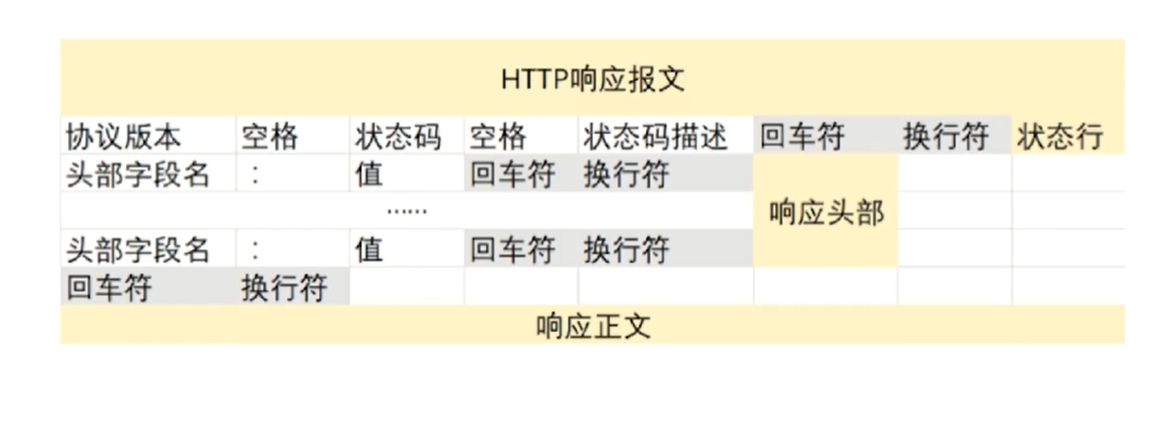 HTTP响应报文
协议版本 空格 状态码 空格 状态码描述 回车符 换行符 状态行
头部字段名 : 值 回车符 换行符
…… 响应头部
头部字段名 : 值 回车符 换行符
回车符 换行符
响应正文